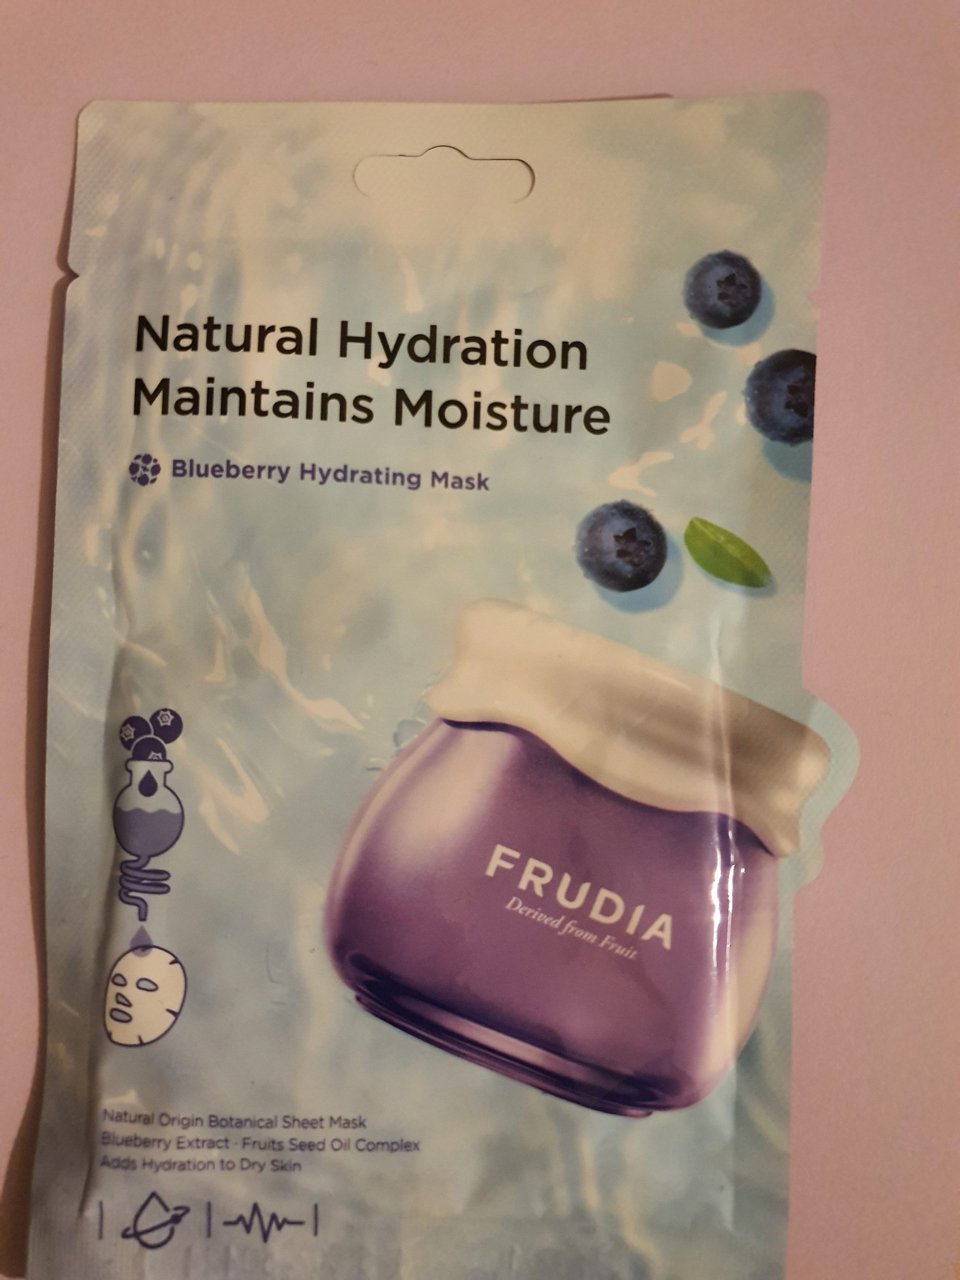 Natural Hydration
Maintains Moisture
Blueberry Hydrating Mask
FRUDIA
Derived from Fruit
Natural Origin Botanical Sheet Mask
Blueberry Extract · Fruits Seed Oil Complex
Adds Hydration to Dry Skin